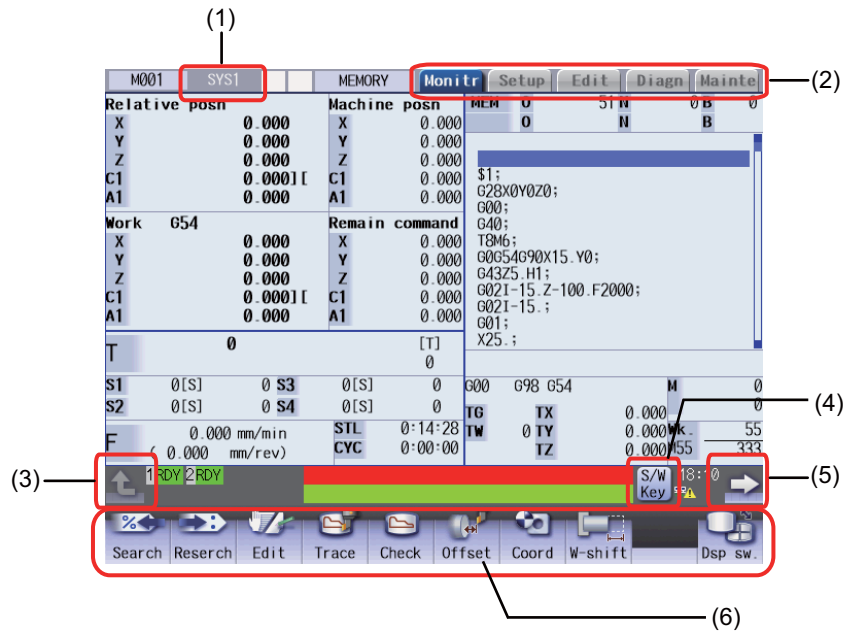 (1)
M001 SYS1 MEMORY Monitr Setup Edit Diagn Mainte (2)
Relative posn Machine posn MEM O 51 N 0 B 0
X 0.000 X 0.000 O N B
Y 0.000 Y 0.000
Z 0.000 Z 0.000
C1 0.000][ C1 0.000 $1;
A1 0.000 A1 0.000 G28X0Y0Z0;
G00;
Work G54 Remain command G40;
X 0.000 X 0.000 T8M6;
Y 0.000 Y 0.000 G0G54G90X15.Y0;
Z 0.000 Z 0.000 G43Z5.H1;
C1 0.000][ C1 0.000 G02I-15.Z-100.F2000;
A1 0.000 A1 0.000 G02I-15.;
G01;
X25.;
T 0 [T]
0
S1 0[S] 0 S3 0[S] 0 G00 G98 G54 M 0
S2 0[S] 0 S4 0[S] 0 TG TX 0.000 0 (4)
F 0.000 mm/min STL 0:14:28 TW 0 TY 0.000 Wk. 55
( 0.000 mm/rev) CYC 0:00:00 TZ 0.000 M55 333
(3) 1RDY 2RDY S/W 18:10 (5)
Key
Search Reserch Edit Trace Check Offset Coord W-shift Dsp sw.
(6)